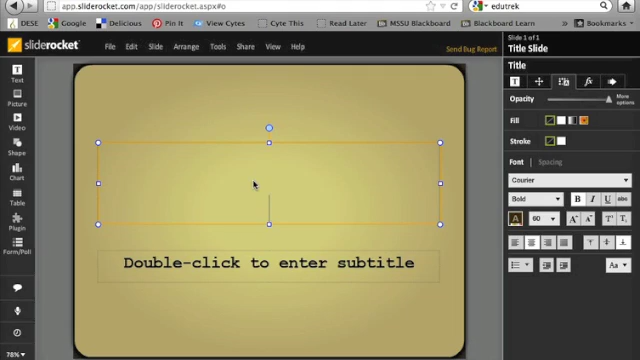 app.sliderocket.com/app/sliderocket.aspx#o
edutrek
DESE
Google
Delicious
Pin It
View Cytes
Cyte This
Read Later
MSSU Blackboard
Blackboard Learn
Bookmarks
sliderocket
File Edit Slide Arrange Tools Share View Help
Send Bug Report
Slide 1 of 1
Title Slide
Title
Text
Picture
Video
Shape
Chart
Table
Plugin
Form/Poll
78%
Opacity
More options
Fill
Stroke
Font
Spacing
Courier
Bold
B I U abc
A 60
Aa
Double-click to enter subtitle